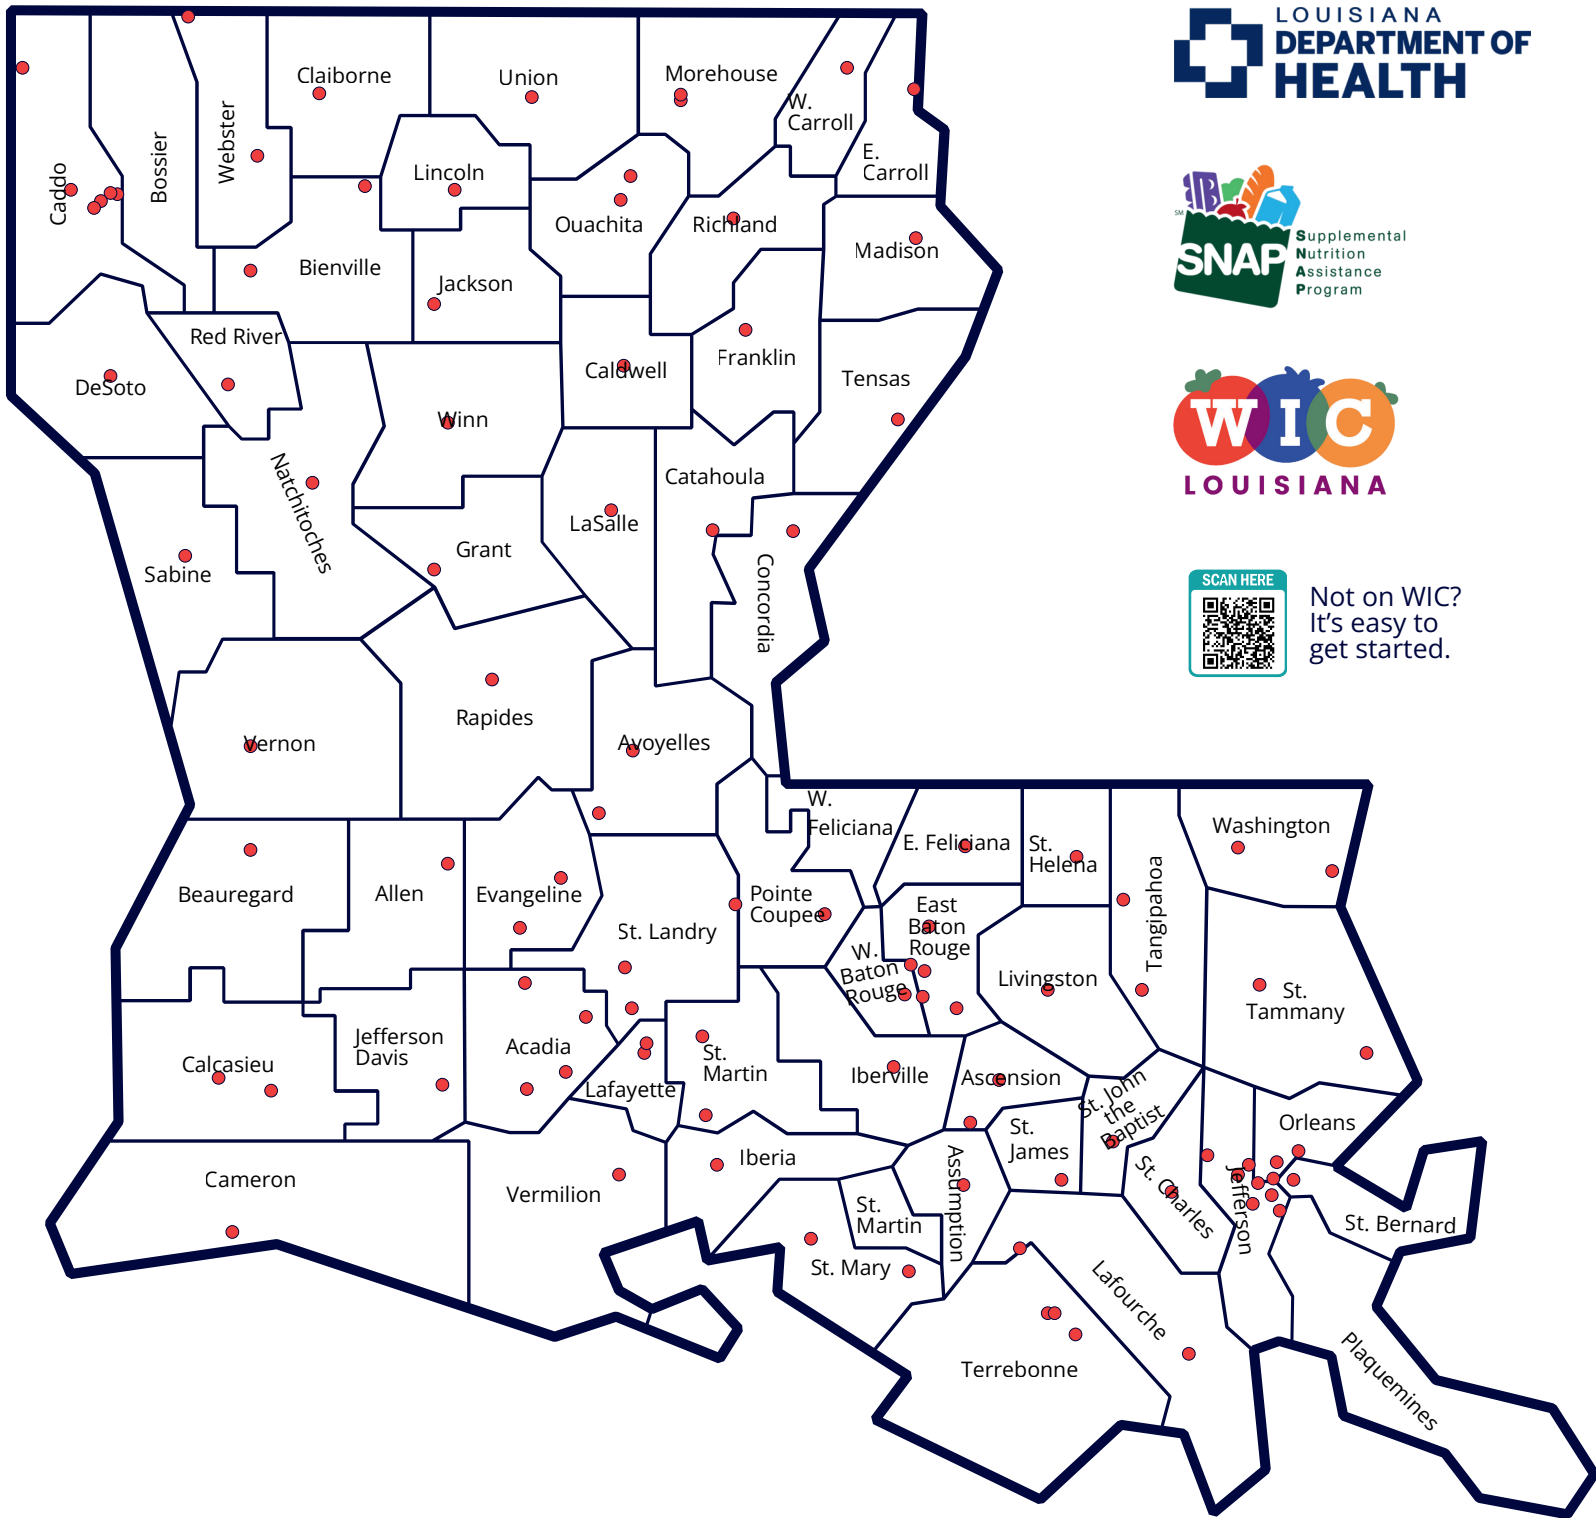 LOUISIANA
DEPARTMENT OF
HEALTH
SM
SNAP
Supplemental
Nutrition
Assistance
Program
WIC
LOUISIANA
SCAN HERE
Not on WIC?
It's easy to
get started.
Caddo
Bossier
Webster
Claiborne
Union
Morehouse
W.
Carroll
E.
Carroll
Lincoln
Ouachita
Richland
Madison
Bienville
Jackson
Red River
DeSoto
Caldwell
Franklin
Tensas
Winn
Natchitoches
Catahoula
LaSalle
Grant
Sabine
Concordia
Rapides
Vernon
Avoyelles
W.
Feliciana
E. Feliciana
St.
Helena
Tangipahoa
Washington
Beauregard
Allen
Evangeline
St. Landry
Pointe
Coupee
East
Baton
Rouge
W.
Baton
Rouge
Livingston
St.
Tammany
Calcasieu
Jefferson
Davis
Acadia
Lafayette
St.
Martin
Iberville
Ascension
St. John
the
Baptist
Orleans
St.
James
Cameron
Vermilion
Iberia
Assumption
St.
Martin
St. Mary
St. Charles
Jefferson
St. Bernard
Lafourche
Terrebonne
Plaquemines